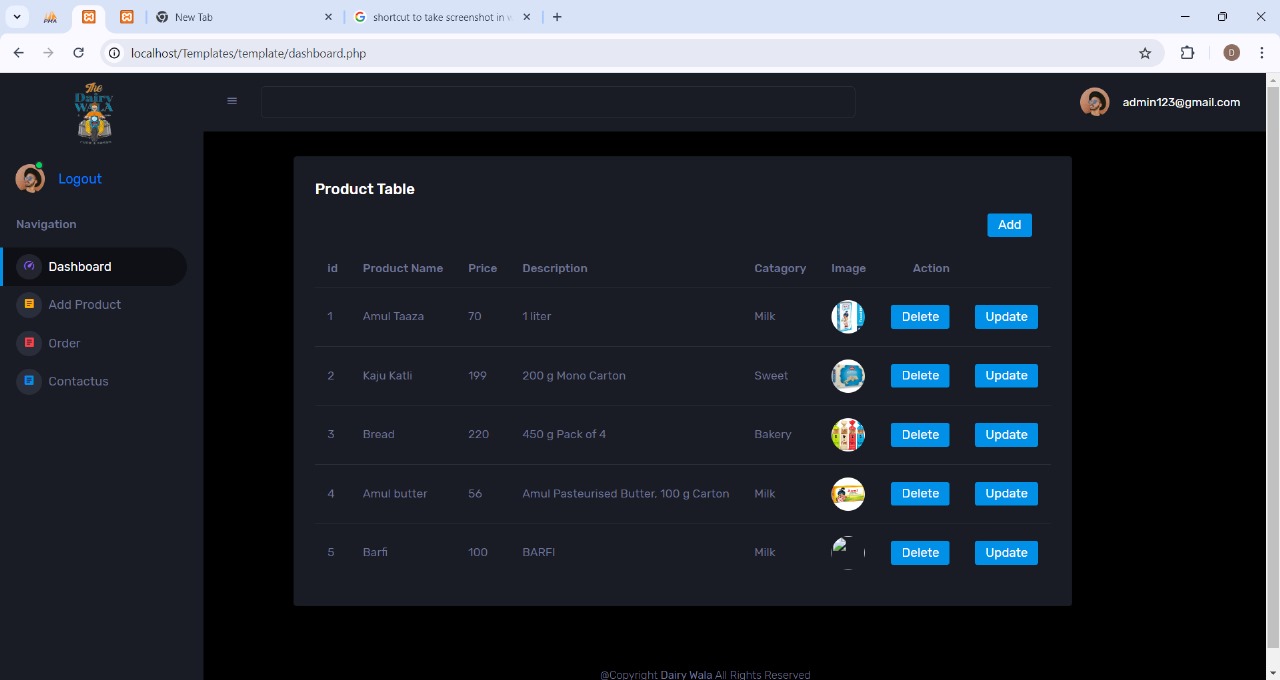 New Tab
shortcut to take screenshot in w
localhost/Templates/template/dashboard.php
D
The
Dairy
WALA
admin123@gmail.com
Logout
Navigation
Dashboard
Add Product
Order
Contactus
Product Table
Add
id Product Name Price Description Catagory Image Action
1 Amul Taaza 70 1 liter Milk Delete Update
2 Kaju Katli 199 200 g Mono Carton Sweet Delete Update
3 Bread 220 450 g Pack of 4 Bakery Delete Update
4 Amul butter 56 Amul Pasteurised Butter, 100 g Carton Milk Delete Update
5 Barfi 100 BARFI Milk Delete Update
@Copyright Dairy Wala All Rights Reserved